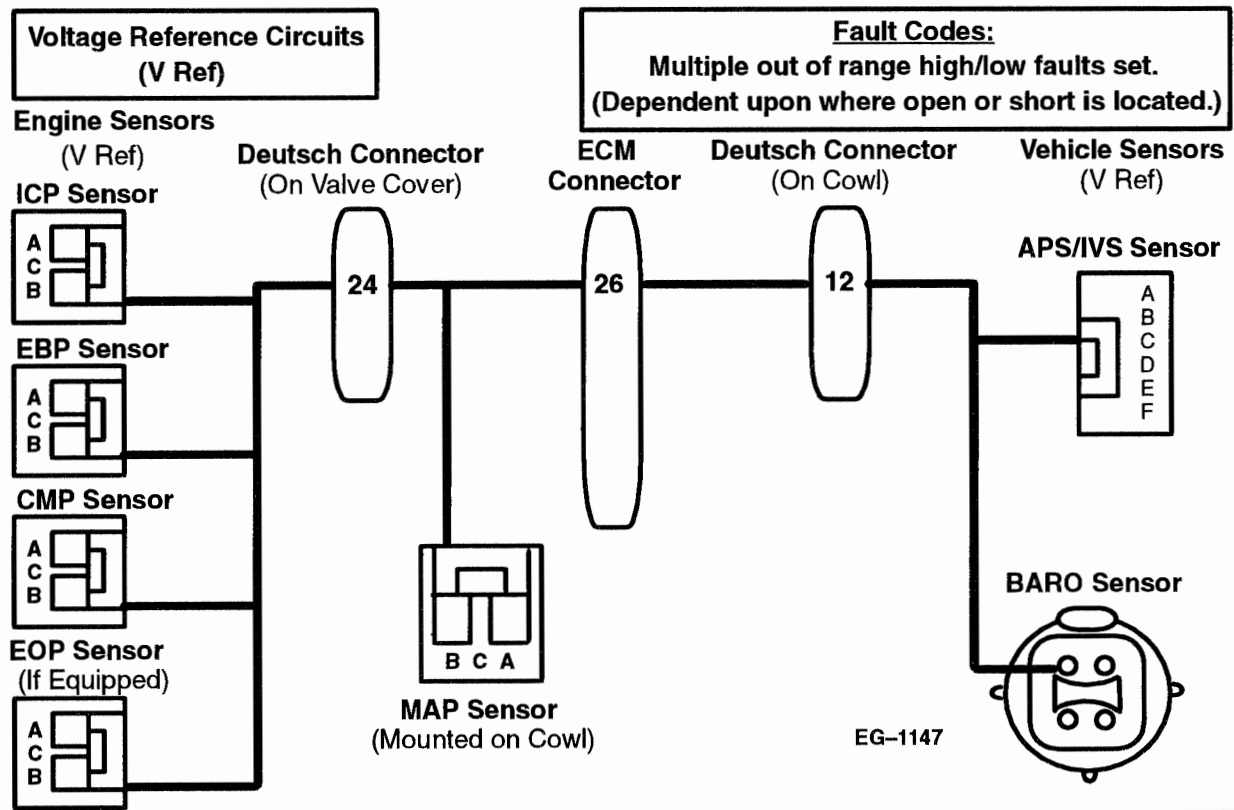 Voltage Reference Circuits
(V Ref)
Fault Codes:
Multiple out of range high/low faults set.
(Dependent upon where open or short is located.)
Engine Sensors
(V Ref)
Deutsch Connector
(On Valve Cover)
ECM
Connector
Deutsch Connector
(On Cowl)
Vehicle Sensors
(V Ref)
ICP Sensor
A
C
B
24
26
12
APS/IVS Sensor
A
B
C
D
E
F
EBP Sensor
A
C
B
CMP Sensor
A
C
B
EOP Sensor
(If Equipped)
A
C
B
B C A
MAP Sensor
(Mounted on Cowl)
BARO Sensor
EG–1147